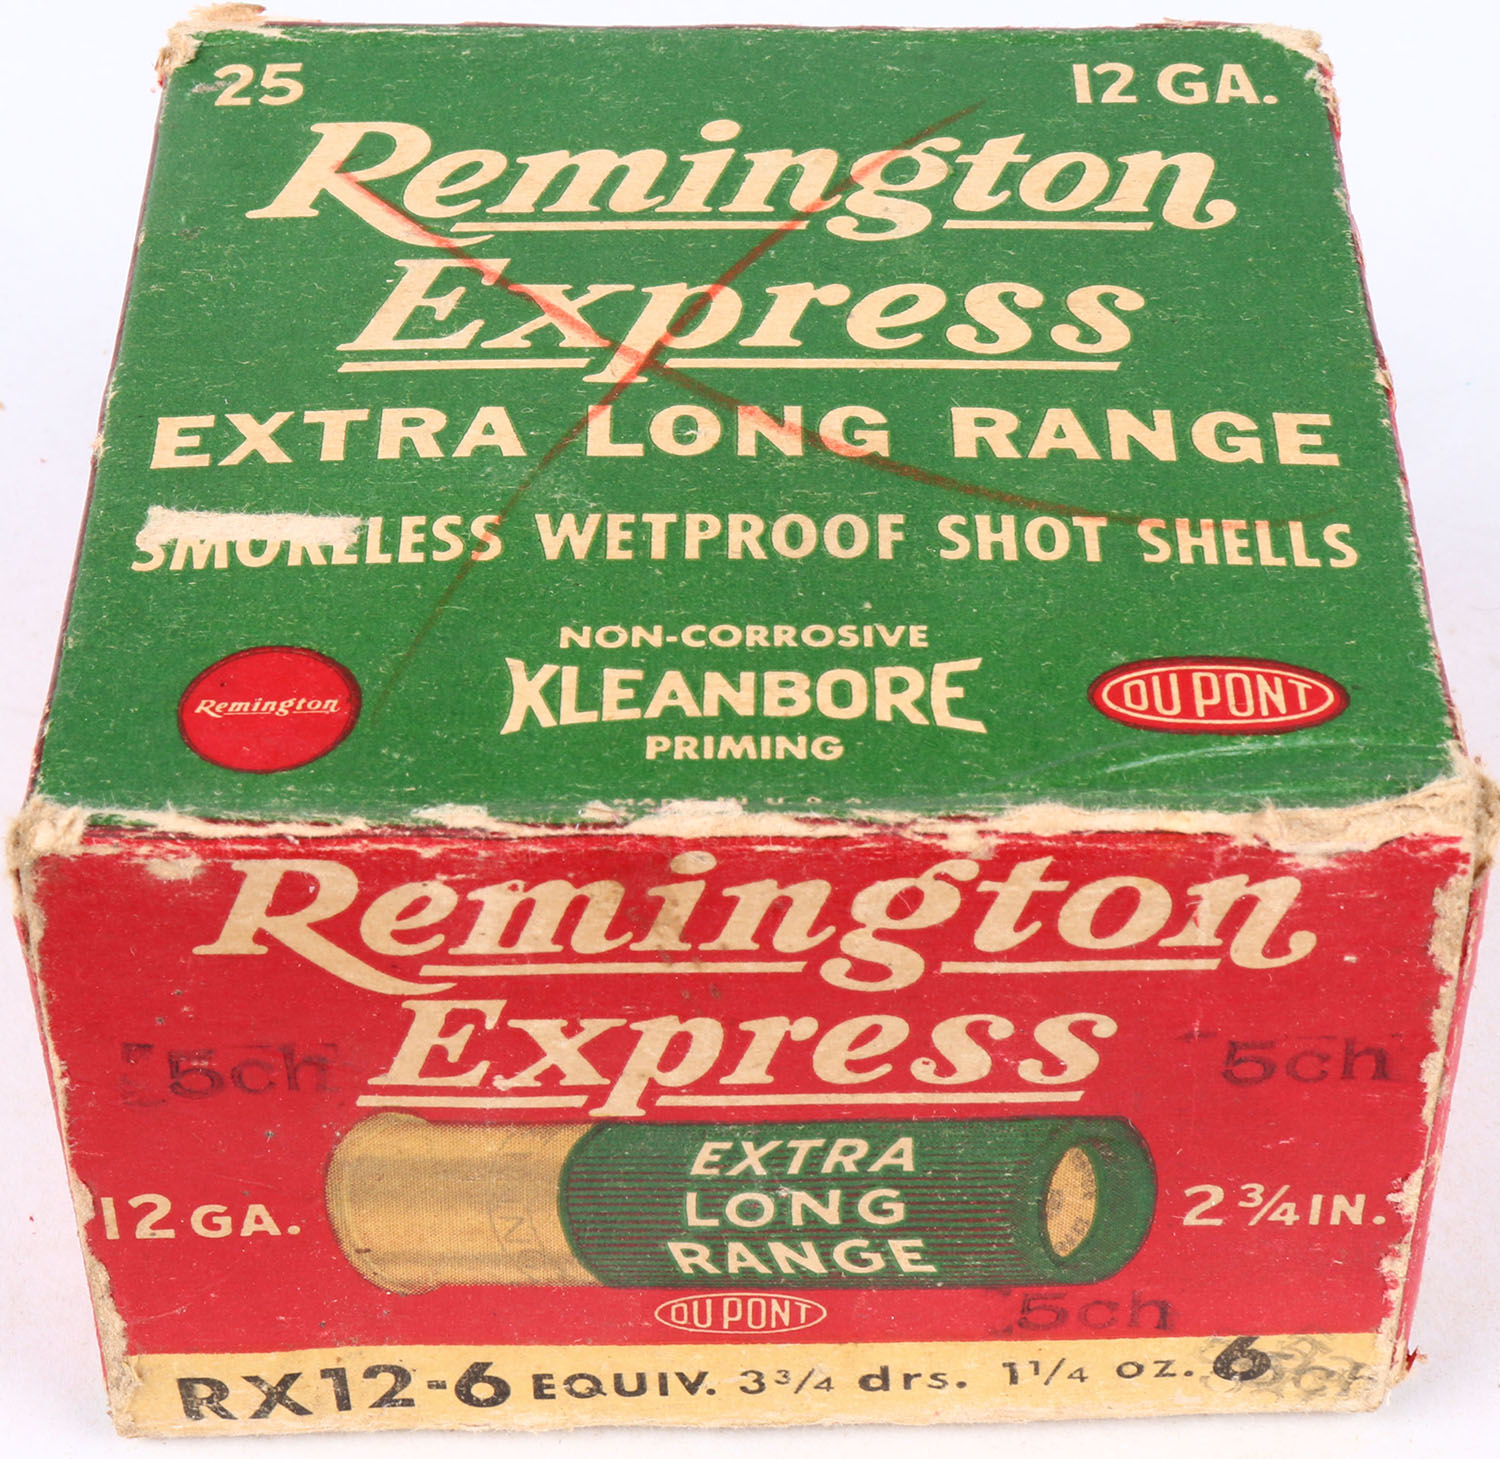 25 12 GA.
Remington
Express
EXTRA LONG RANGE
SMOKELESS WETPROOF SHOT SHELLS
NON-CORROSIVE
Remington KLEANBORE DU PONT
PRIMING
MADE IN U.S.A.
Remington
Express
5ch 5ch
EXTRA
12 GA. LONG 2 3/4 IN.
RANGE
DU PONT 5ch
RX12-6 EQUIV. 3 3/4 drs. 1 1/4 oz. 6